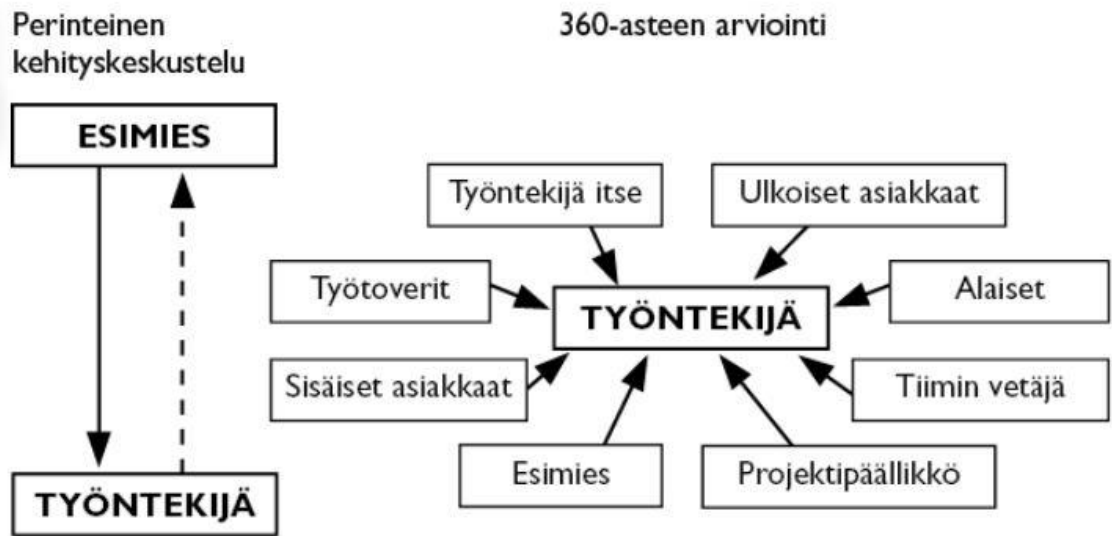 Perinteinen
kehityskeskustelu
ESIMIES
TYÖNTEKIJÄ
360-asteen arviointi
Työntekijä itse
Ulkoiset asiakkaat
Työtoverit
TYÖNTEKIJÄ
Alaiset
Sisäiset asiakkaat
Tiimin vetäjä
Esimies
Projektipäällikkö